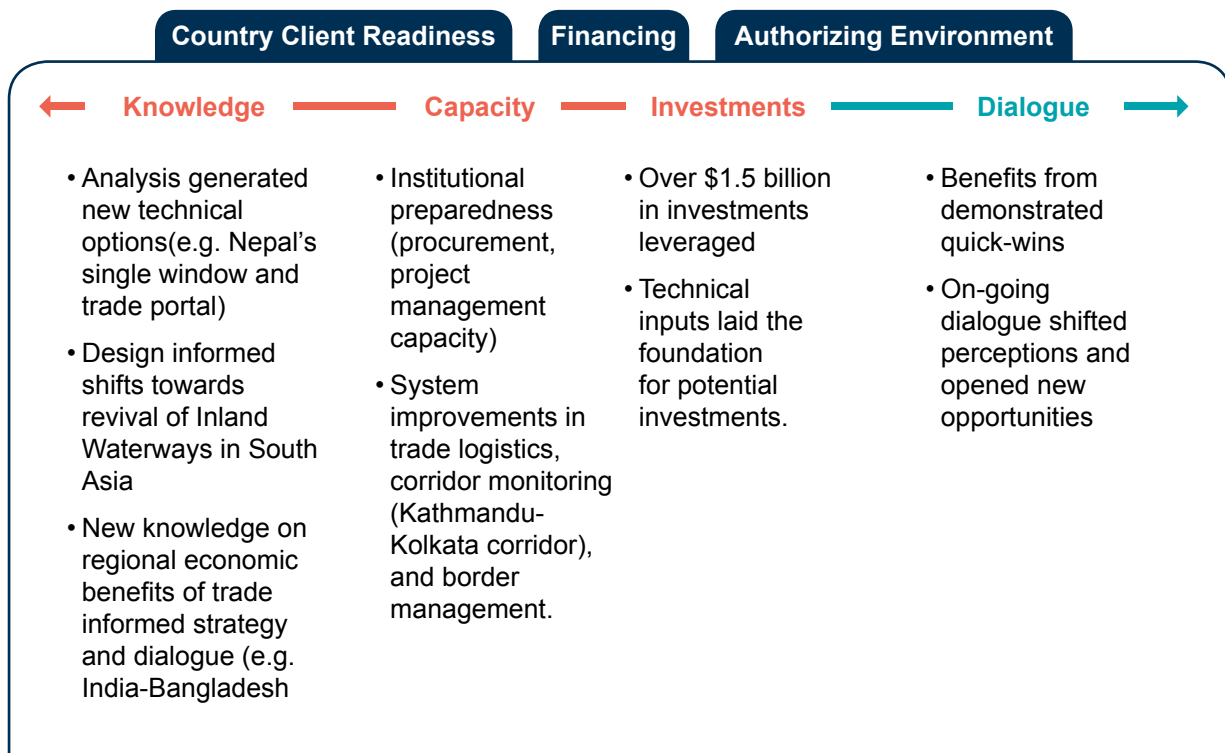 Country Client Readiness
Financing
Authorizing Environment
Knowledge
Capacity
Investments
Dialogue
• Analysis generated
new technical
options(e.g. Nepal's
single window and
trade portal)
• Design informed
shifts towards
revival of Inland
Waterways in South
Asia
• New knowledge on
regional economic
benefits of trade
informed strategy
and dialogue (e.g.
India-Bangladesh
• Institutional
preparedness
(procurement,
project
management
capacity)
• System
improvements in
trade logistics,
corridor monitoring
(Kathmandu-
Kolkata corridor),
and border
management.
• Over $1.5 billion
in investments
leveraged
• Technical
inputs laid the
foundation
for potential
investments.
• Benefits from
demonstrated
quick-wins
• On-going
dialogue shifted
perceptions and
opened new
opportunities